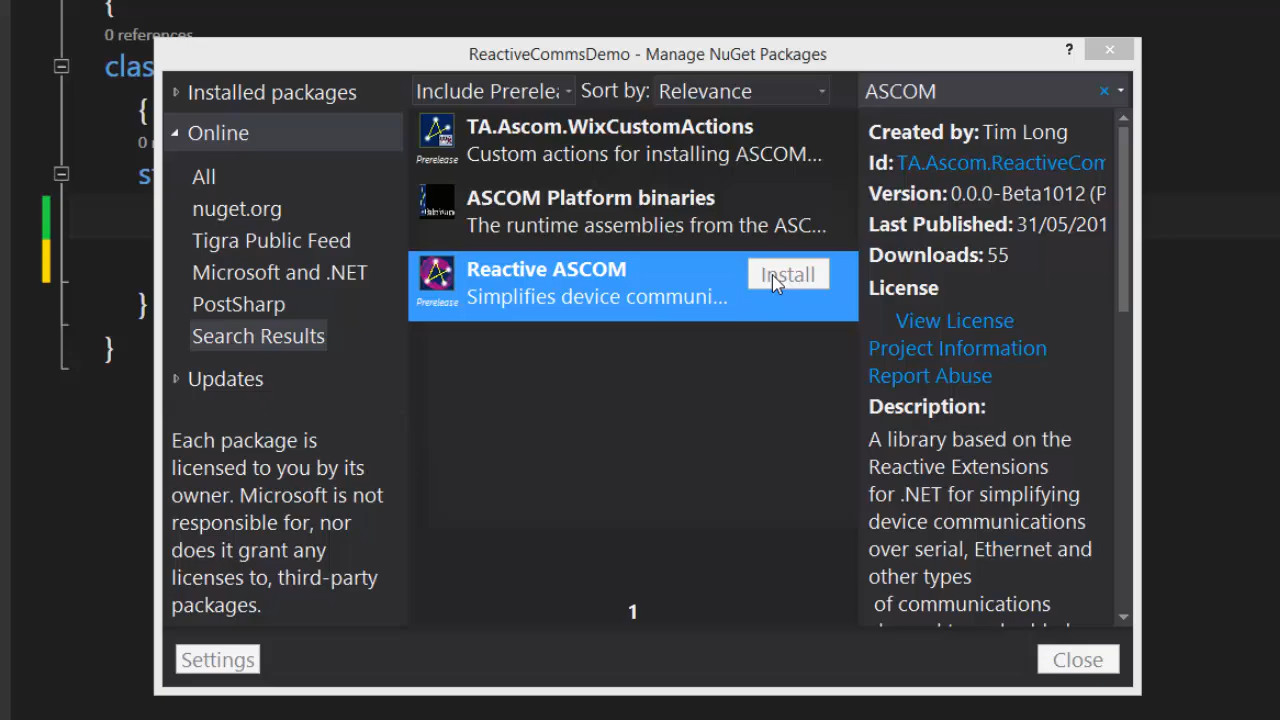 {
0 references
clas
{
0
st
}
}
ReactiveCommsDemo - Manage NuGet Packages
?
×
Installed packages
Online
All
nuget.org
Tigra Public Feed
Microsoft and .NET
PostSharp
Search Results
Updates
Each package is
licensed to you by its
owner. Microsoft is not
responsible for, nor
does it grant any
licenses to, third-party
packages.
Settings
Include Prerele
Sort by: Relevance
TA.Ascom.WixCustomActions
Prerelease
Custom actions for installing ASCOM...
ASCOM Platform binaries
The runtime assemblies from the ASC...
Reactive ASCOM
Install
Prerelease
Simplifies device communi...
1
ASCOM
×
Created by: Tim Long
Id: TA.Ascom.ReactiveCom
Version: 0.0.0-Beta1012 (P
Last Published: 31/05/201
Downloads: 55
License
View License
Project Information
Report Abuse
Description:
A library based on the
Reactive Extensions
for .NET for simplifying
device communications
over serial, Ethernet and
other types
of communications
Close